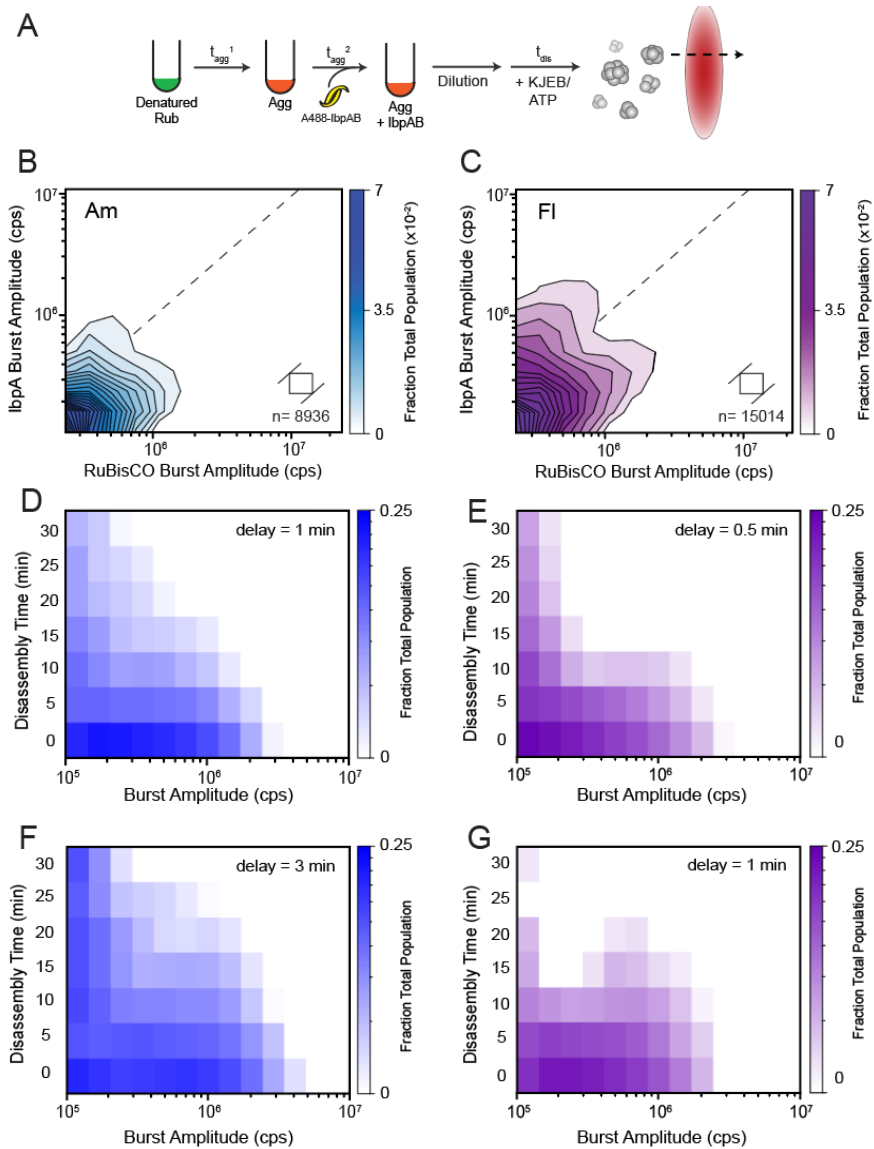 A
t_agg^1
t_agg^2
t_dis
Denatured
Rub
Agg
A488-IbpAB
Agg
+ IbpAB
Dilution
+ KJEB/
ATP
B
Am
10^7
10^6
IbpA Burst Amplitude (cps)
n= 8936
10^6
10^7
RuBisCO Burst Amplitude (cps)
7
3.5
0
Fraction Total Population (x10^-2)
C
Fl
10^7
10^6
IbpA Burst Amplitude (cps)
n= 15014
10^6
10^7
RuBisCO Burst Amplitude (cps)
7
3.5
0
Fraction Total Population (x10^-2)
D
delay = 1 min
Disassembly Time (min)
30
25
20
15
10
5
0
10^5
10^6
10^7
Burst Amplitude (cps)
0.25
0
Fraction Total Population
E
delay = 0.5 min
Disassembly Time (min)
30
25
20
15
10
5
0
10^5
10^6
10^7
Burst Amplitude (cps)
0.25
0
Fraction Total Population
F
delay = 3 min
Disassembly Time (min)
30
25
20
15
10
5
0
10^5
10^6
10^7
Burst Amplitude (cps)
0.25
0
Fraction Total Population
G
delay = 1 min
Disassembly Time (min)
30
25
20
15
10
5
0
10^5
10^6
10^7
Burst Amplitude (cps)
0.25
0
Fraction Total Population